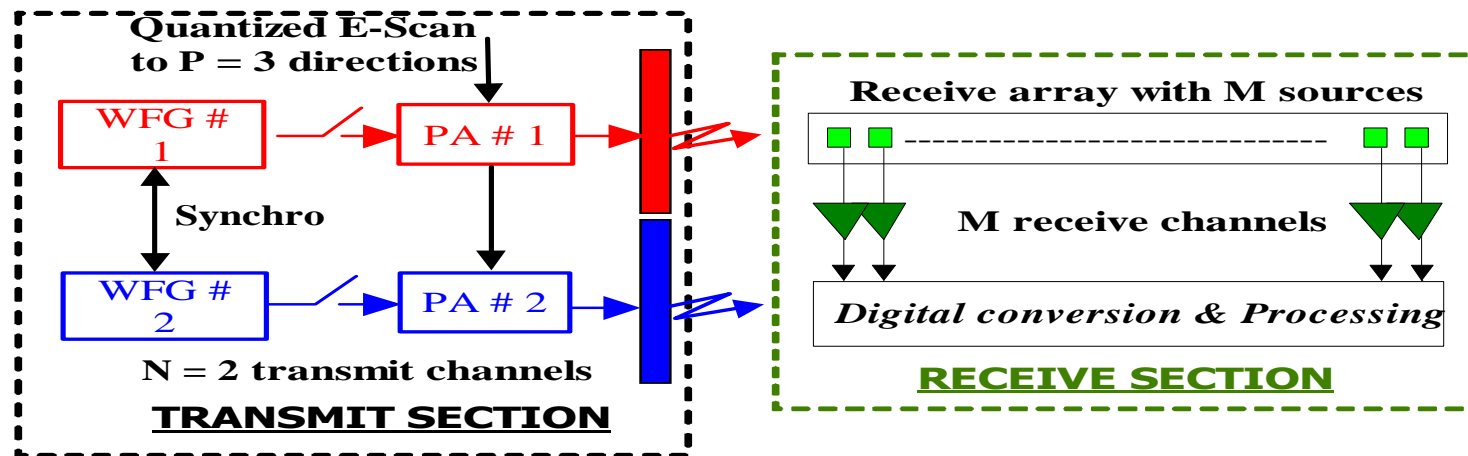 Quantized E-Scan
to P = 3 directions
WFG #
1
PA # 1
Synchro
WFG #
2
PA # 2
N = 2 transmit channels
TRANSMIT SECTION
Receive array with M sources
M receive channels
Digital conversion & Processing
RECEIVE SECTION